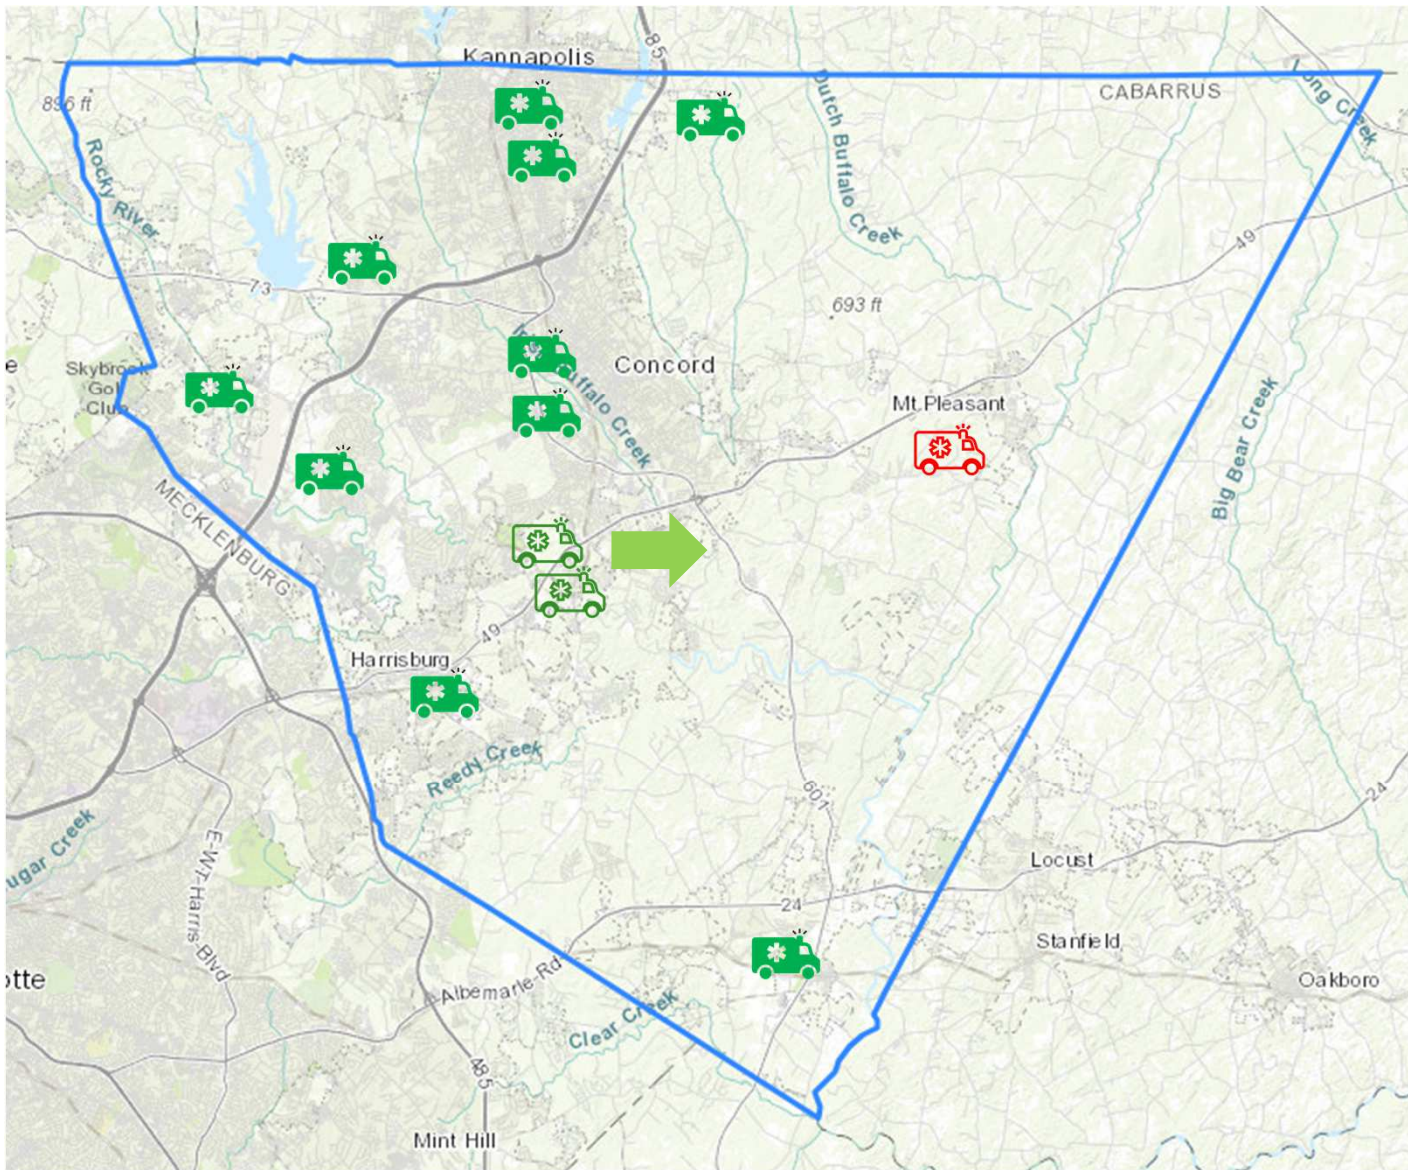 85
Kannapolis
CABARRUS
Long Creek
896 ft
Dutch Buffalo Creek
Rocky River
49
73
693 ft
e
Skybrook
Golf
Club
Concord
Buffalo Creek
Mt Pleasant
Big Bear Creek
MECKLENBURG
49
Harrisburg
Reedy Creek
601
24
ugar Creek
E-W-T-Harris-Blvd
Locust
24
Stanfield
otte
Albemarle-Rd
Oakboro
Clear Creek
485
Mint Hill